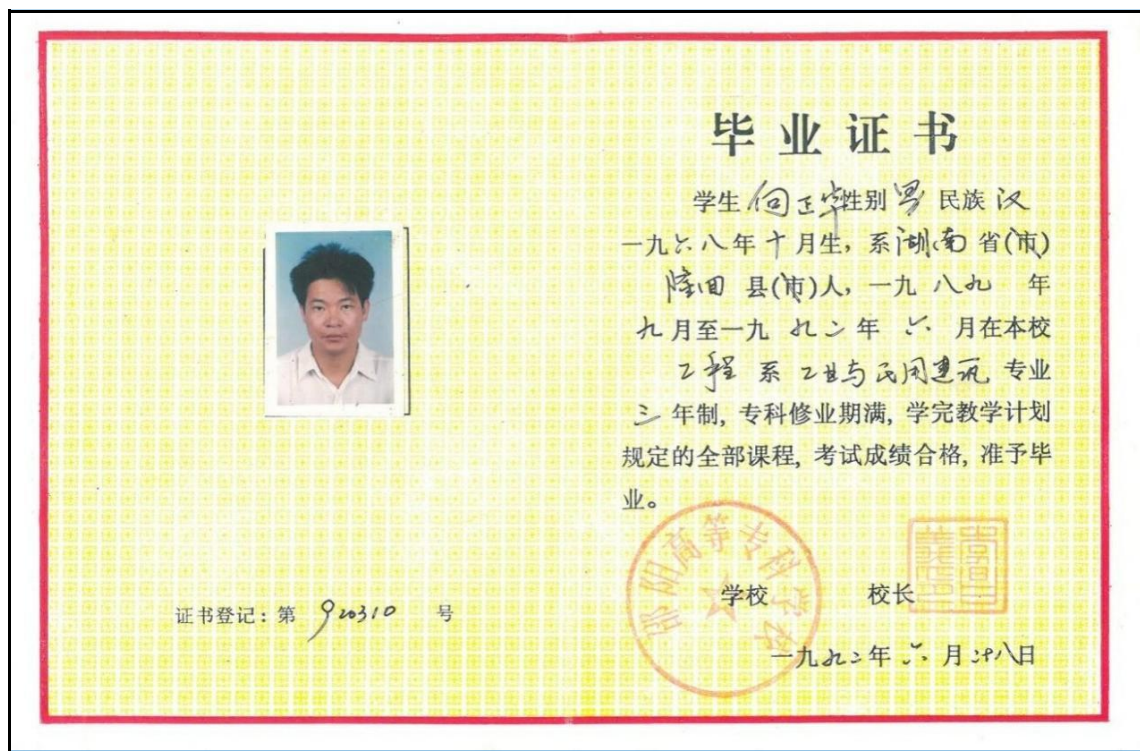 证书登记：第 920310 号
毕业证书
学生 向正华 性别 男 民族 汉
一九六八年十月生，系湖南省(市)
隆回 县(市)人，一九八九 年
九月至一九九二年 六 月在本校
工程 系 工业与民用建筑 专业
三 年制，专科修业期满，学完教学计划
规定的全部课程，考试成绩合格，准予毕
业。
邵阳高等专科学校
学校 校长
一九九二年 六 月二十八日